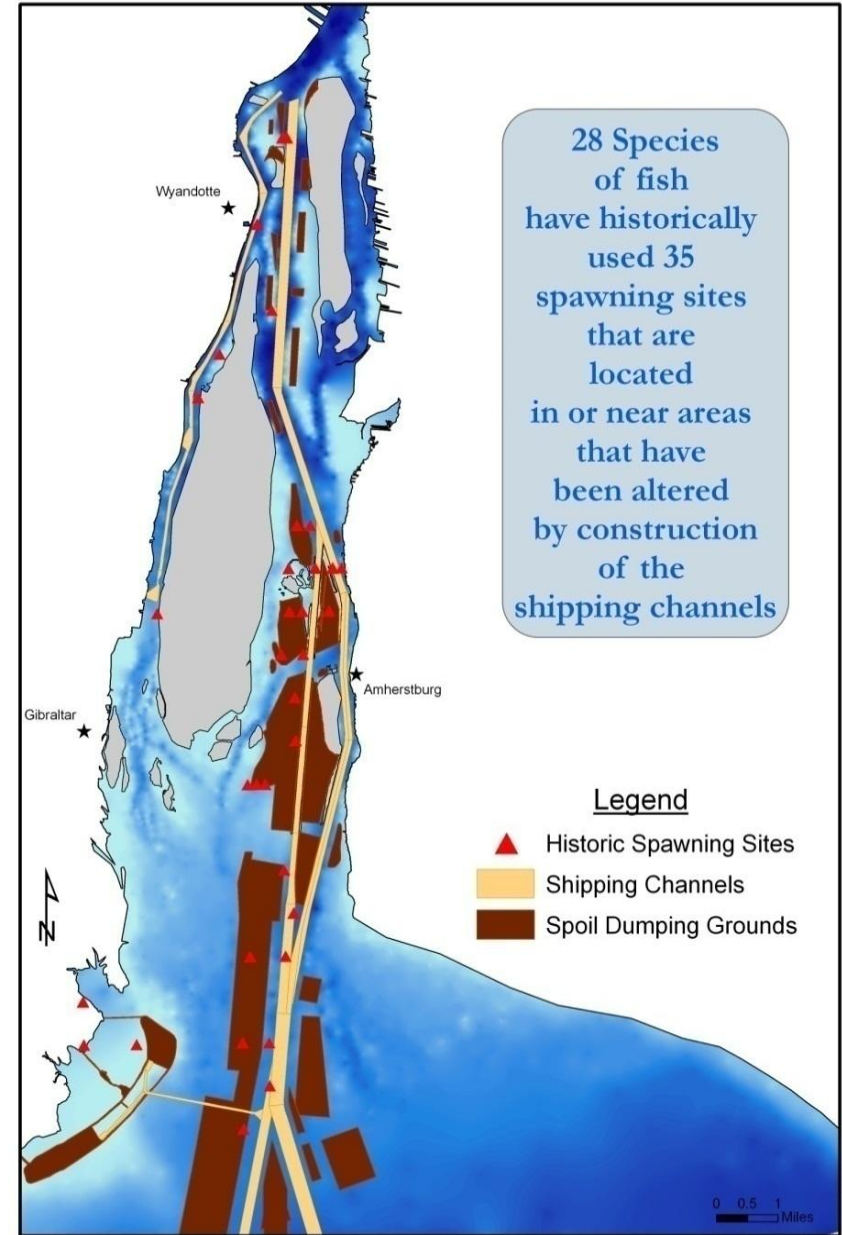 Wyandotte
28 Species
of fish
have historically
used 35
spawning sites
that are
located
in or near areas
that have
been altered
by construction
of the
shipping channels
Amherstburg
Gibraltar
Legend
Historic Spawning Sites
Shipping Channels
Spoil Dumping Grounds
N
0 0.5 1
Miles